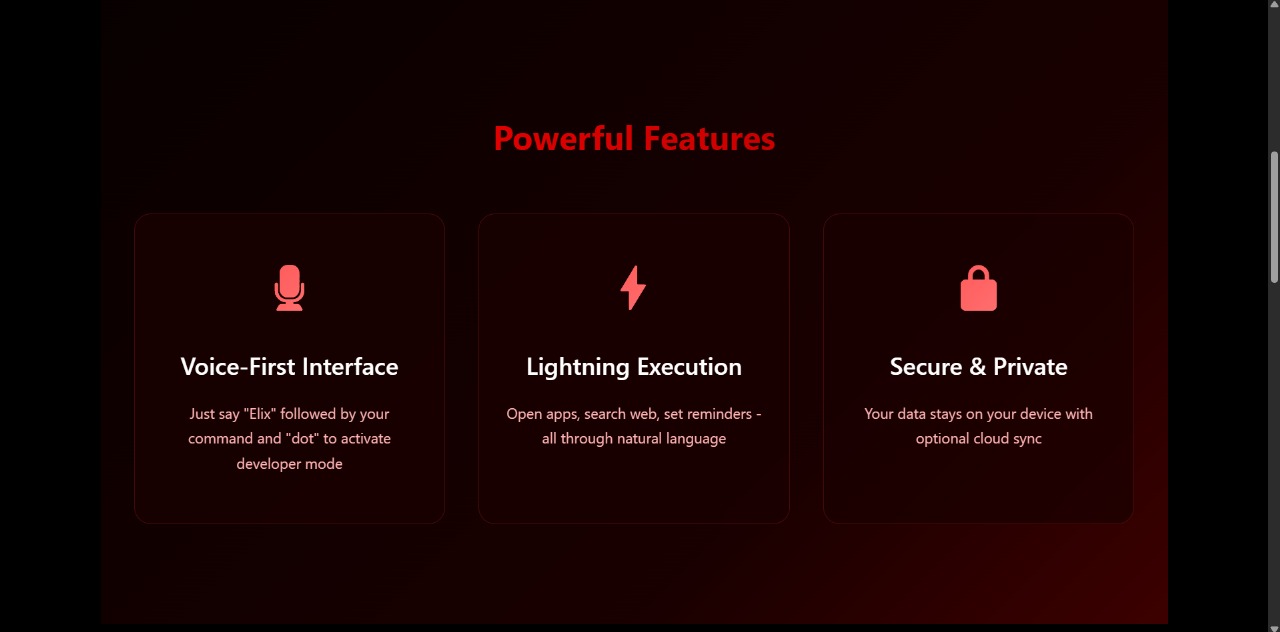 Powerful Features
Voice-First Interface
Just say "Elix" followed by your
command and "dot" to activate
developer mode
Lightning Execution
Open apps, search web, set reminders -
all through natural language
Secure & Private
Your data stays on your device with
optional cloud sync